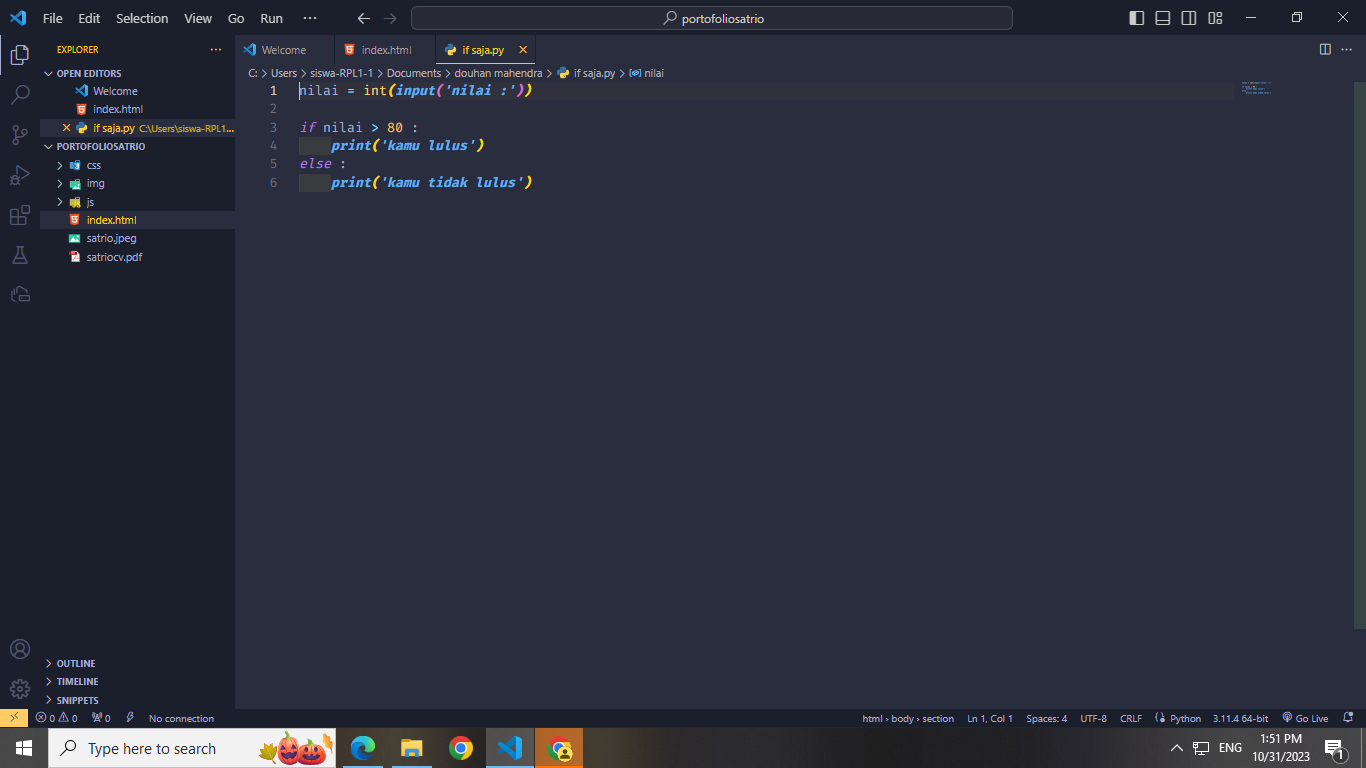 File Edit Selection View Go Run ··· portofoliosatrio
EXPLORER ···
Welcome index.html if saja.py
OPEN EDITORS
Welcome
index.html
if saja.py C:\Users\siswa-RPL1...
PORTOFOLIOSATRIO
css
img
js
index.html
satrio.jpeg
satriocv.pdf
OUTLINE
TIMELINE
SNIPPETS
C: > Users > siswa-RPL1-1 > Documents > douhan mahendra > if saja.py > nilai
1 nilai = int(input('nilai :'))
2
3 if nilai > 80 :
4 print('kamu lulus')
5 else :
6 print('kamu tidak lulus')
0 0 0 No connection html › body › section Ln 1, Col 1 Spaces: 4 UTF-8 CRLF Python 3.11.4 64-bit Go Live
Type here to search
ENG
1:51 PM
10/31/2023
1